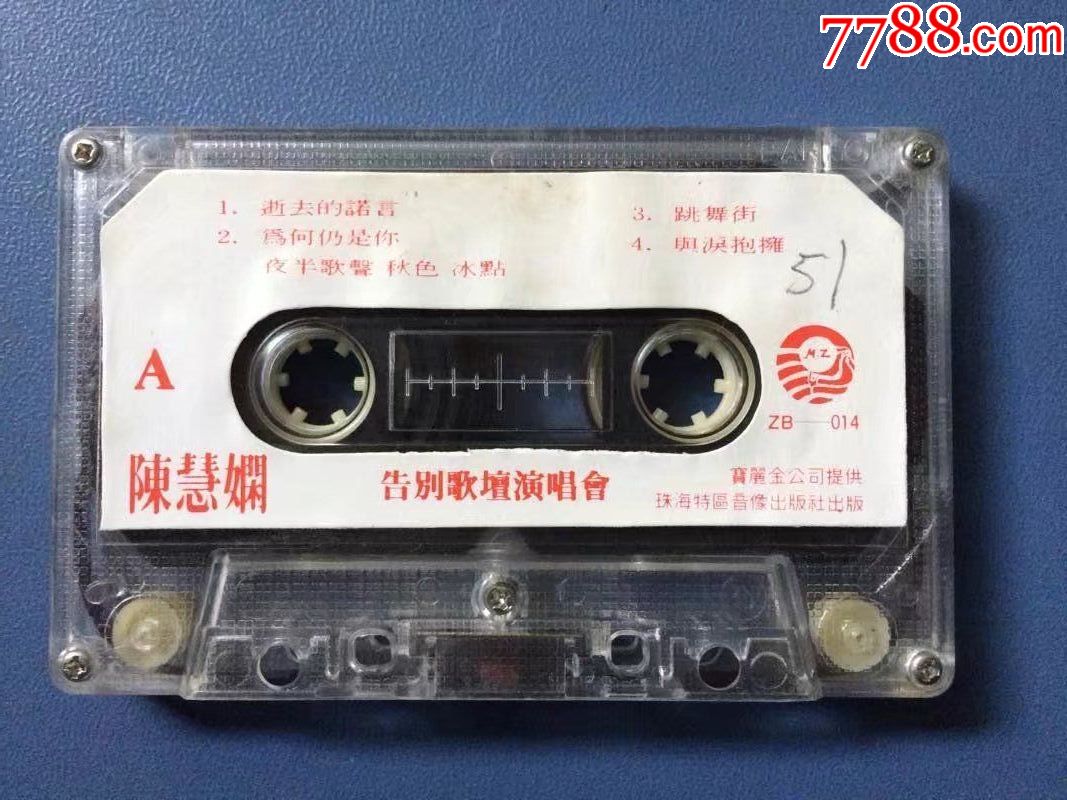 7788.com
1. 逝去的諾言
2. 爲何仍是你
夜半歌聲 秋色 冰點
3. 跳舞街
4. 與淚抱擁
51
A
M.Z
ZB——014
陳慧嫻
告別歌壇演唱會
寶麗金公司提供
珠海特區音像出版社出版